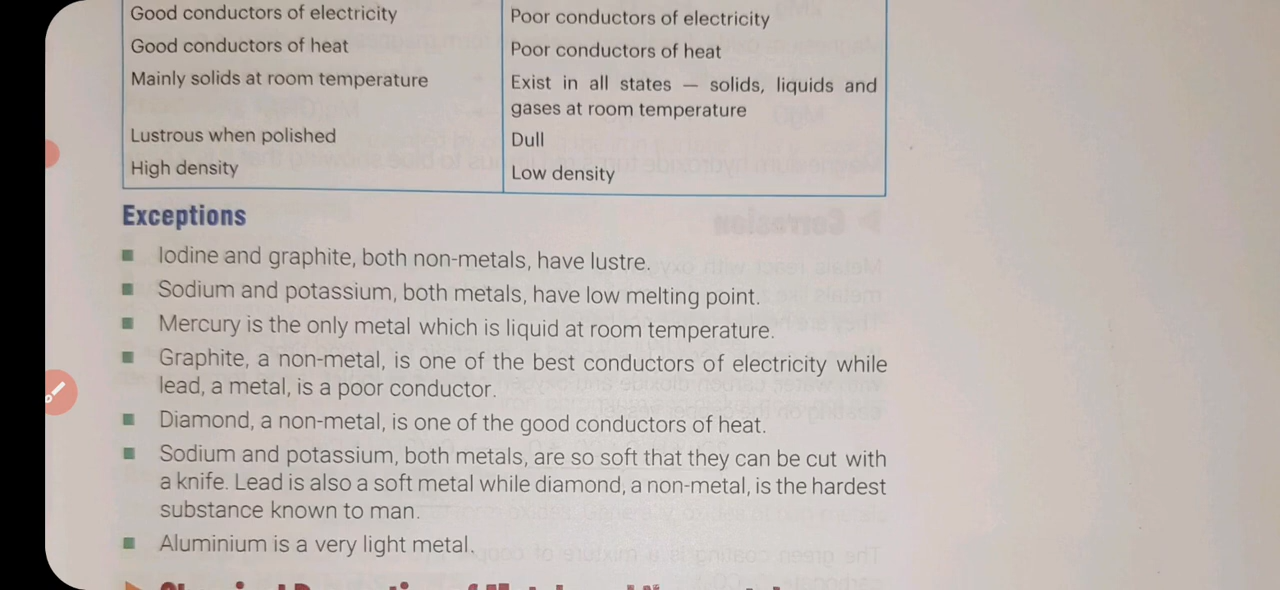 Good conductors of electricity
Poor conductors of electricity
Good conductors of heat
Poor conductors of heat
Mainly solids at room temperature
Exist in all states — solids, liquids and
gases at room temperature
Lustrous when polished
Dull
High density
Low density
Exceptions
Iodine and graphite, both non-metals, have lustre.
Sodium and potassium, both metals, have low melting point.
Mercury is the only metal which is liquid at room temperature.
Graphite, a non-metal, is one of the best conductors of electricity while
lead, a metal, is a poor conductor.
Diamond, a non-metal, is one of the good conductors of heat.
Sodium and potassium, both metals, are so soft that they can be cut with
a knife. Lead is also a soft metal while diamond, a non-metal, is the hardest
substance known to man.
Aluminium is a very light metal.